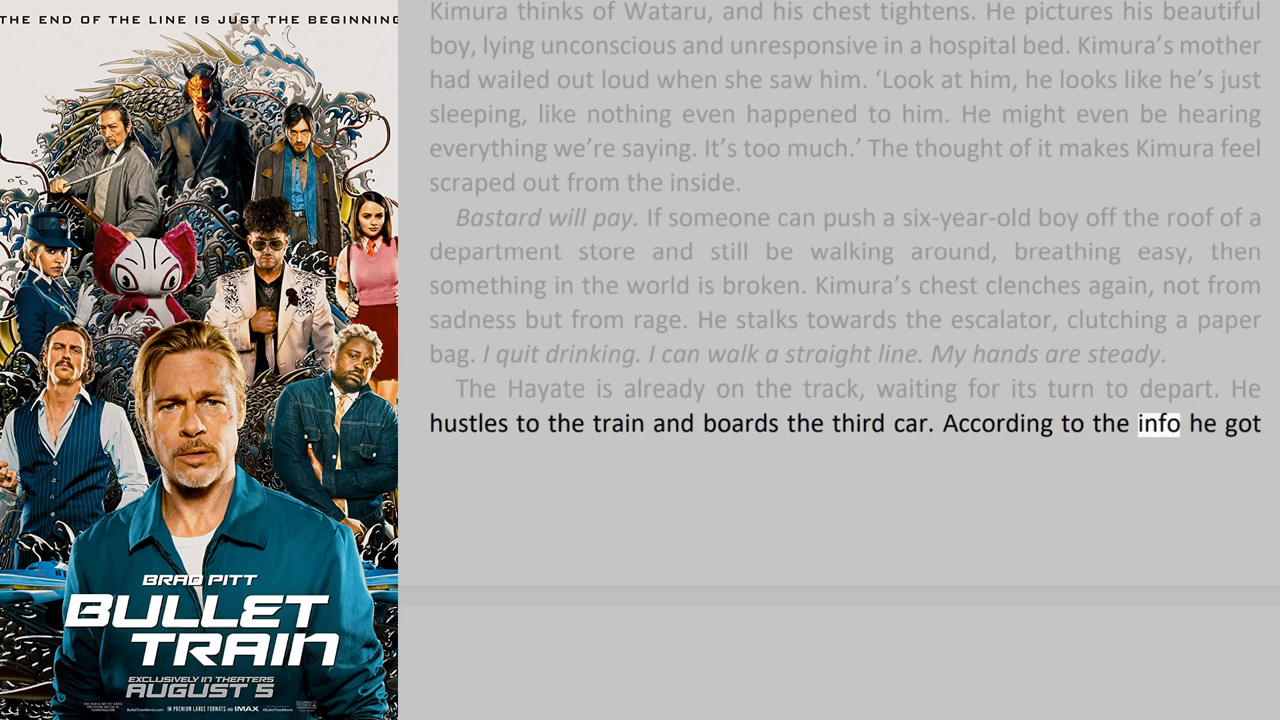 THE END OF THE LINE IS JUST THE BEGINNING
BRAD PITT
BULLET
TRAIN
EXCLUSIVELY IN THEATERS
AUGUST 5
BulletTrainMovie.com IN PREMIUM LARGE FORMATS AND IMAX #BulletTrainMovie
Kimura thinks of Wataru, and his chest tightens. He pictures his beautiful
boy, lying unconscious and unresponsive in a hospital bed. Kimura’s mother
had wailed out loud when she saw him. ‘Look at him, he looks like he’s just
sleeping, like nothing even happened to him. He might even be hearing
everything we’re saying. It’s too much.’ The thought of it makes Kimura feel
scraped out from the inside.
Bastard will pay. If someone can push a six-year-old boy off the roof of a
department store and still be walking around, breathing easy, then
something in the world is broken. Kimura’s chest clenches again, not from
sadness but from rage. He stalks towards the escalator, clutching a paper
bag. I quit drinking. I can walk a straight line. My hands are steady.
The Hayate is already on the track, waiting for its turn to depart. He
hustles to the train and boards the third car. According to the info he got